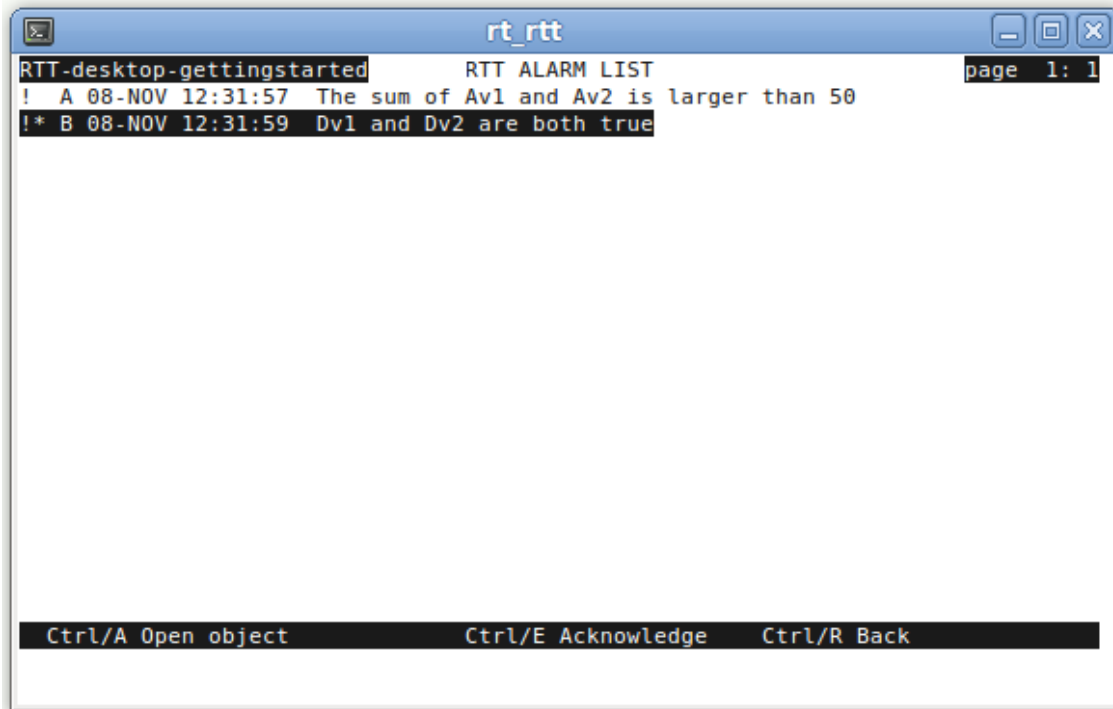 rt_rtt
RTT-desktop-gettingstarted RTT ALARM LIST page 1: 1
! A 08-NOV 12:31:57 The sum of Av1 and Av2 is larger than 50
!* B 08-NOV 12:31:59 Dv1 and Dv2 are both true
Ctrl/A Open object Ctrl/E Acknowledge Ctrl/R Back